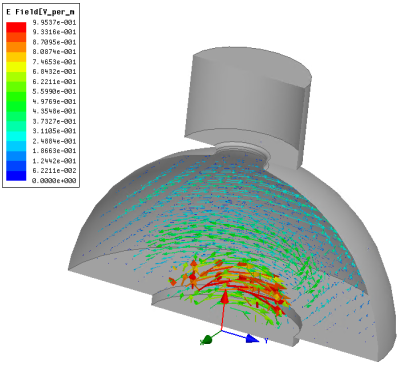 E Field[V_per_m
9.9537e-001
9.3316e-001
8.7095e-001
8.0874e-001
7.4653e-001
6.8432e-001
6.2211e-001
5.5990e-001
4.9769e-001
4.3548e-001
3.7327e-001
3.1105e-001
2.4884e-001
1.8663e-001
1.2442e-001
6.2211e-002
0.0000e+000
Y